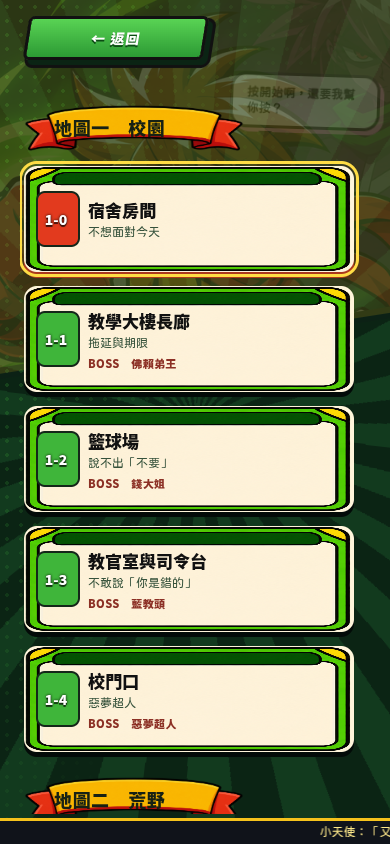 ← 返回
按開始啊，還要我幫
你按？
地圖一　校園
1-0
宿舍房間
不想面對今天
1-1
教學大樓長廊
拖延與期限
BOSS　佛賴弟王
1-2
籃球場
說不出「不要」
BOSS　錢大姐
1-3
教官室與司令台
不敢說「你是錯的」
BOSS　藍教頭
1-4
校門口
惡夢超人
BOSS　惡夢超人
地圖二　荒野
小天使：「又